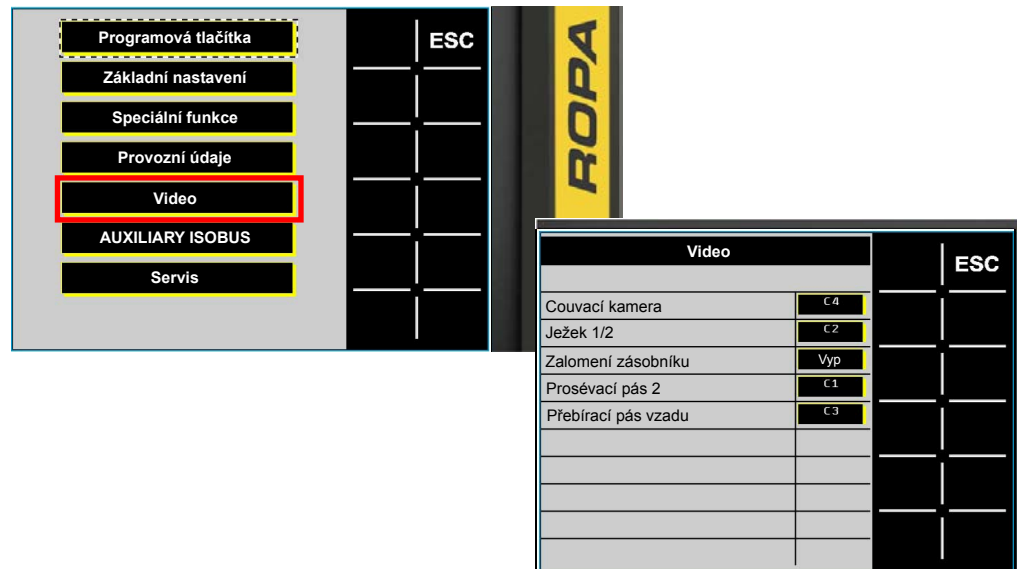 Programová tlačítka
ESC
Základní nastavení
Speciální funkce
Provozní údaje
Video
AUXILIARY ISOBUS
Servis
ROPA
Video
ESC
Couvací kamera C4
Ježek 1/2 C2
Zalomení zásobníku Vyp
Prosévací pás 2 C1
Přebírací pás vzadu C3